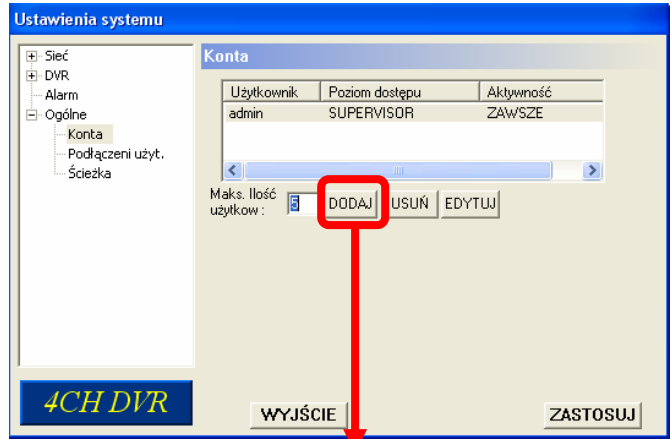 Ustawienia systemu
Sieć
DVR
Alarm
Ogólne
Konta
Podłączeni użyt.
Ścieżka
Konta
Użytkownik Poziom dostępu Aktywność
admin SUPERVISOR ZAWSZE
Maks. Ilość
użytkow : 5 DODAJ USUŃ EDYTUJ
4CH DVR
WYJŚCIE ZASTOSUJ